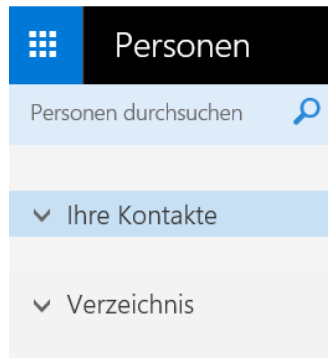 Personen
Personen durchsuchen
Ihre Kontakte
Verzeichnis